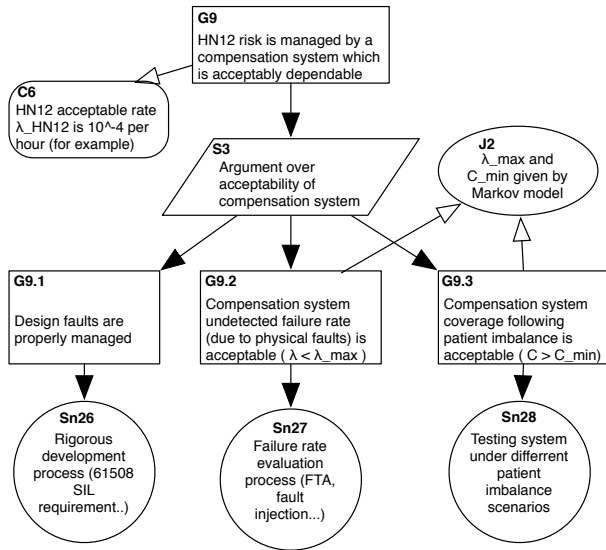 G9
HN12 risk is managed by a
compensation system which
is acceptably dependable
C6
HN12 acceptable rate
λ_HN12 is 10^-4 per
hour (for example)
S3
Argument over
acceptability of
compensation system
J2
λ_max and
C_min given by
Markov model
G9.1
Design faults are
properly managed
G9.2
Compensation system
undetected failure rate
(due to physical faults) is
acceptable ( λ < λ_max )
G9.3
Compensation system
coverage following
patient imbalance is
acceptable ( C > C_min)
Sn26
Rigorous
development
process (61508
SIL
requirement..)
Sn27
Failure rate
evaluation
process (FTA,
fault
injection...)
Sn28
Testing system
under differrent
patient
imbalance
scenarios